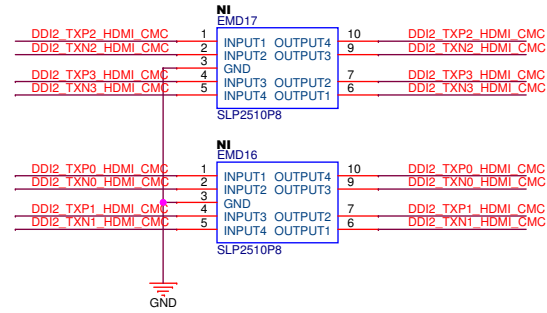 NI
EMD17
DDI2_TXP2_HDMI_CMC 1 INPUT1 OUTPUT4 10 DDI2_TXP2_HDMI_CMC
DDI2_TXN2_HDMI_CMC 2 INPUT2 OUTPUT3 9 DDI2_TXN2_HDMI_CMC
3 GND
DDI2_TXP3_HDMI_CMC 4 INPUT3 OUTPUT2 7 DDI2_TXP3_HDMI_CMC
DDI2_TXN3_HDMI_CMC 5 INPUT4 OUTPUT1 6 DDI2_TXN3_HDMI_CMC
SLP2510P8
NI
EMD16
DDI2_TXP0_HDMI_CMC 1 INPUT1 OUTPUT4 10 DDI2_TXP0_HDMI_CMC
DDI2_TXN0_HDMI_CMC 2 INPUT2 OUTPUT3 9 DDI2_TXN0_HDMI_CMC
3 GND
DDI2_TXP1_HDMI_CMC 4 INPUT3 OUTPUT2 7 DDI2_TXP1_HDMI_CMC
DDI2_TXN1_HDMI_CMC 5 INPUT4 OUTPUT1 6 DDI2_TXN1_HDMI_CMC
SLP2510P8
GND